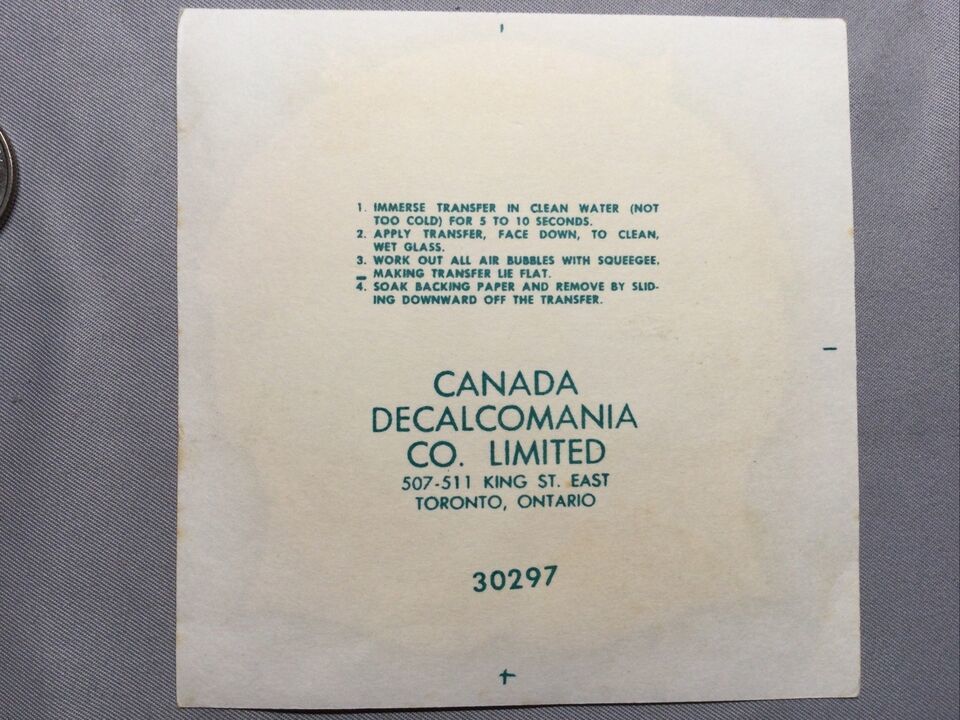 1. IMMERSE TRANSFER IN CLEAN WATER (NOT
TOO COLD) FOR 5 TO 10 SECONDS.
2. APPLY TRANSFER, FACE DOWN, TO CLEAN,
WET GLASS.
3. WORK OUT ALL AIR BUBBLES WITH SQUEEGEE,
MAKING TRANSFER LIE FLAT.
4. SOAK BACKING PAPER AND REMOVE BY SLID-
ING DOWNWARD OFF THE TRANSFER.
CANADA
DECALCOMANIA
CO. LIMITED
507-511 KING ST. EAST
TORONTO, ONTARIO
30297